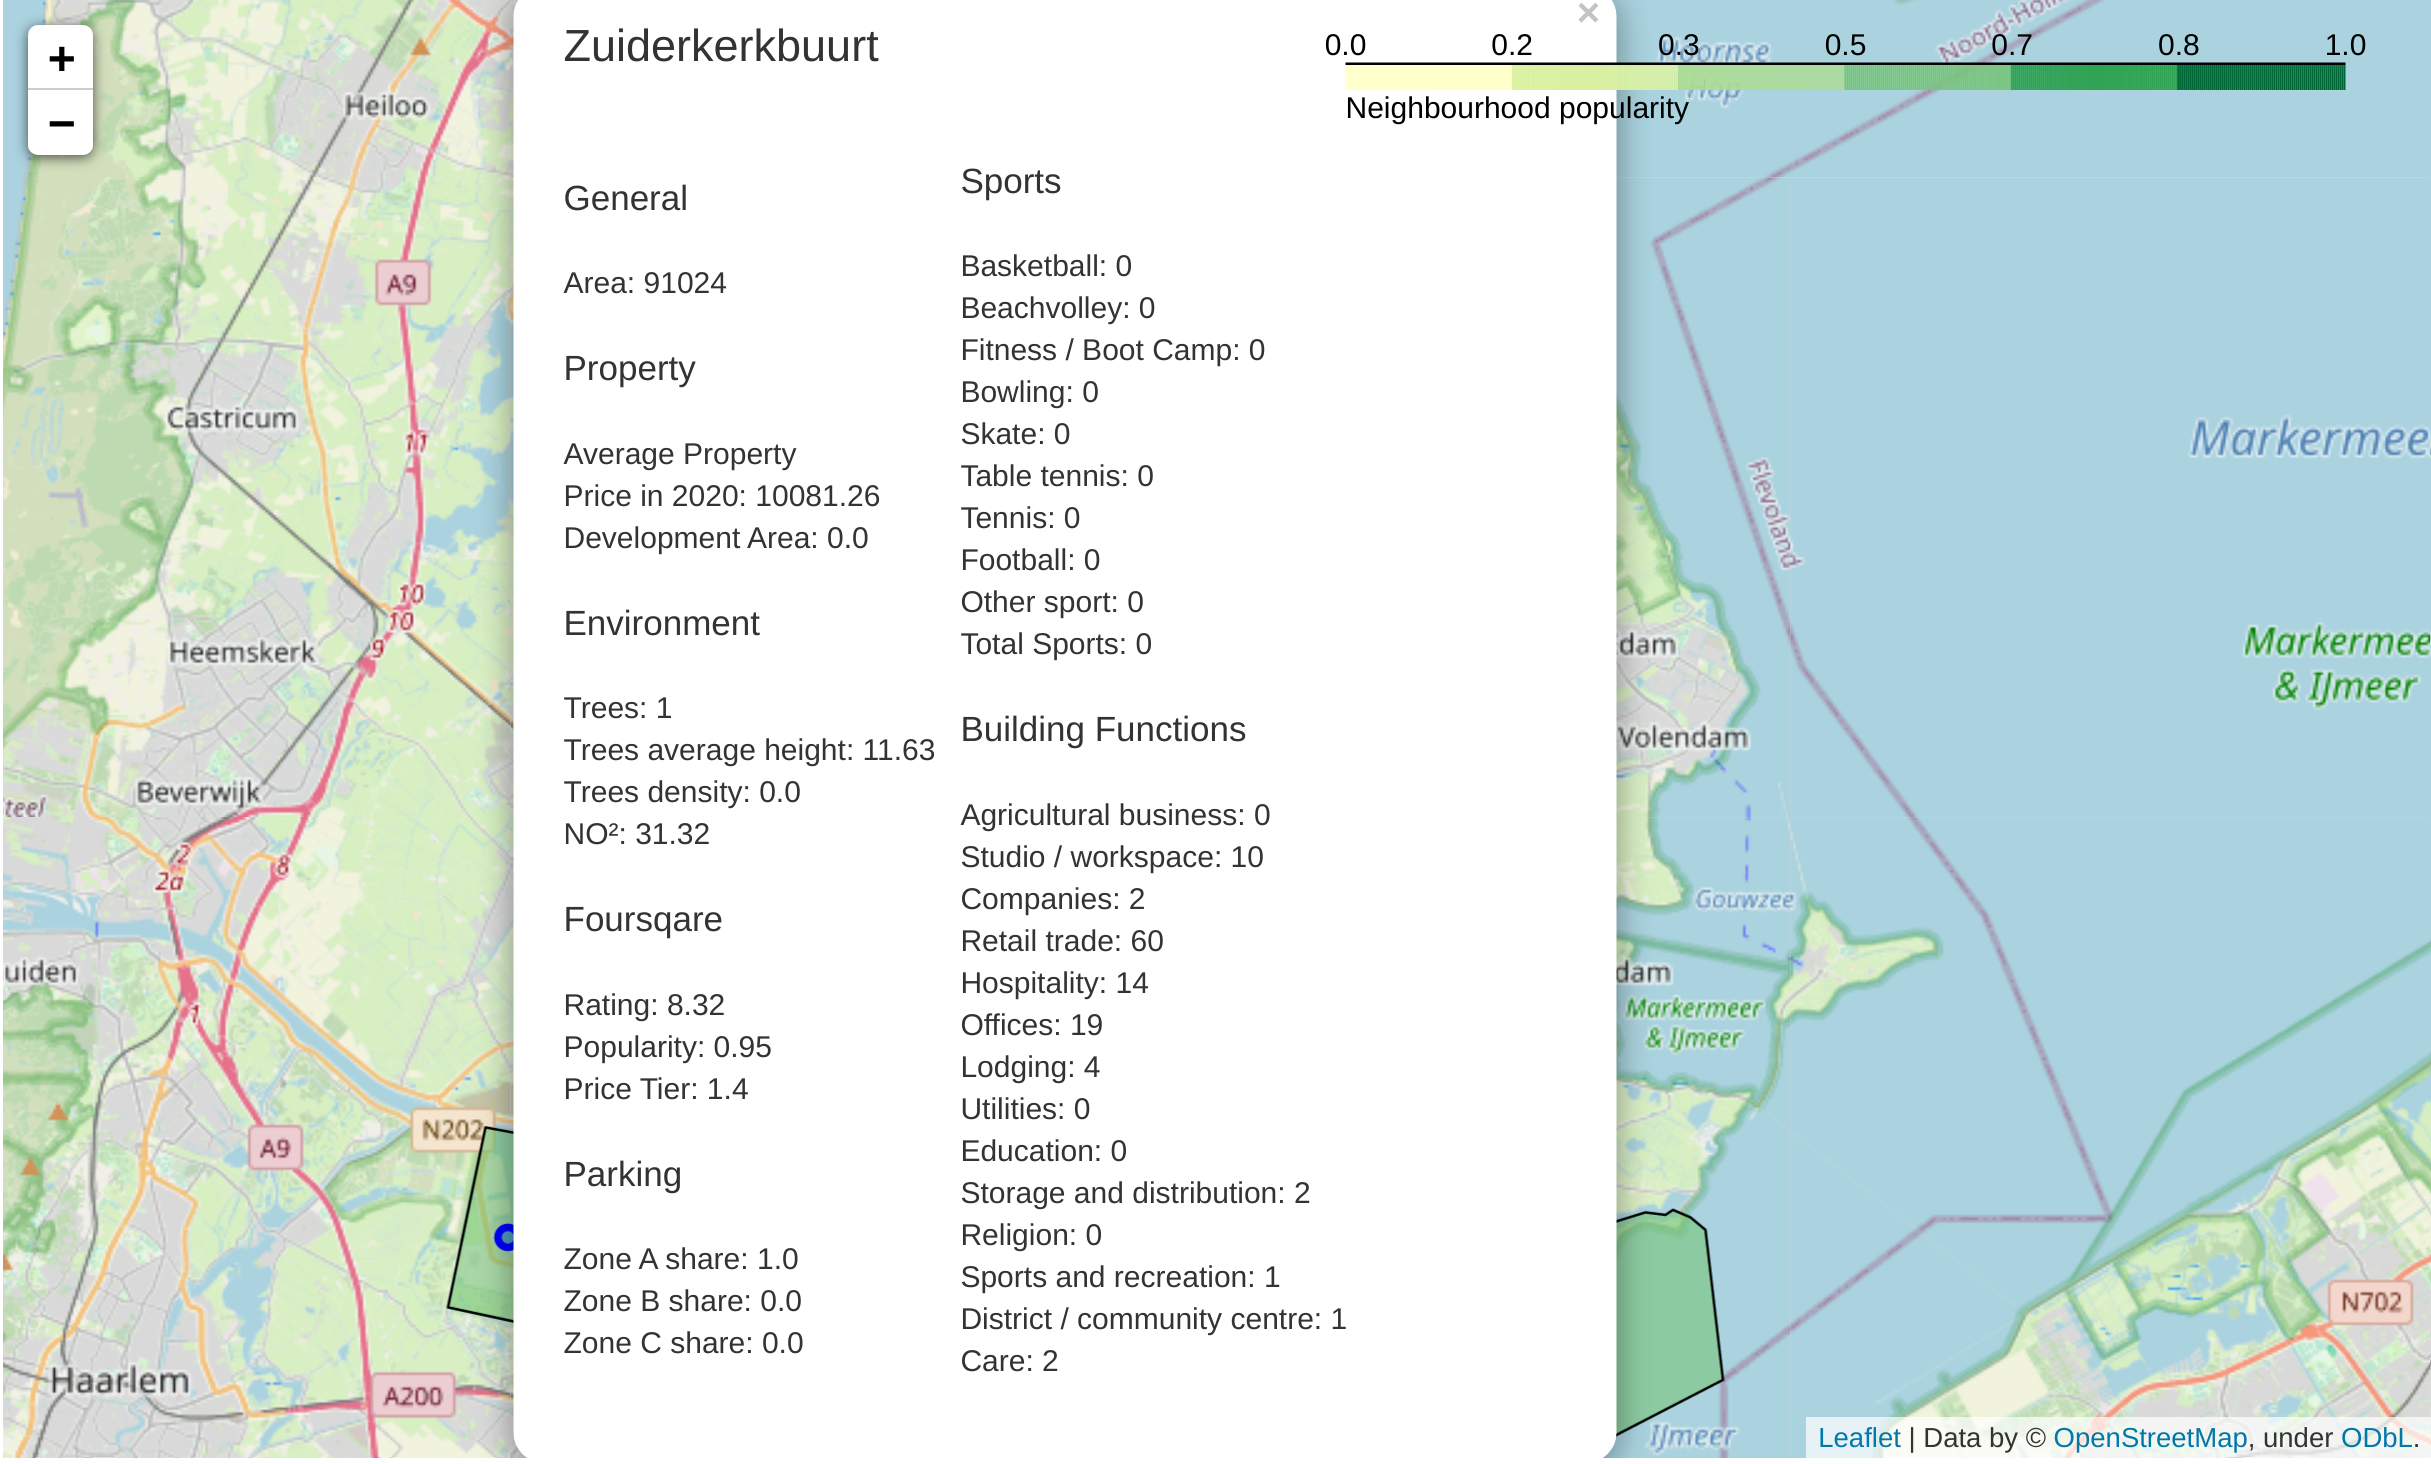 +
−
Heiloo
A9
Castricum
11
10
10
9
Heemskerk
Beverwijk
teel
2
2a
8
uiden
1
A9
N202
Haarlem
A200
×
Zuiderkerkbuurt
General
Area: 91024
Property
Average Property
Price in 2020: 10081.26
Development Area: 0.0
Environment
Trees: 1
Trees average height: 11.63
Trees density: 0.0
NO²: 31.32
Foursqare
Rating: 8.32
Popularity: 0.95
Price Tier: 1.4
Parking
Zone A share: 1.0
Zone B share: 0.0
Zone C share: 0.0
Sports
Basketball: 0
Beachvolley: 0
Fitness / Boot Camp: 0
Bowling: 0
Skate: 0
Table tennis: 0
Tennis: 0
Football: 0
Other sport: 0
Total Sports: 0
Building Functions
Agricultural business: 0
Studio / workspace: 10
Companies: 2
Retail trade: 60
Hospitality: 14
Offices: 19
Lodging: 4
Utilities: 0
Education: 0
Storage and distribution: 2
Religion: 0
Sports and recreation: 1
District / community centre: 1
Care: 2
0.0 0.2 0.3 0.5 0.7 0.8 1.0
Neighbourhood popularity
Hoornse
Hop
Noord-Hol
Flevoland
Markermee
Markermee
& IJmeer
dam
Volendam
Gouwzee
dam
Markermeer
& IJmeer
N702
IJmeer
Leaflet | Data by © OpenStreetMap, under ODbL.